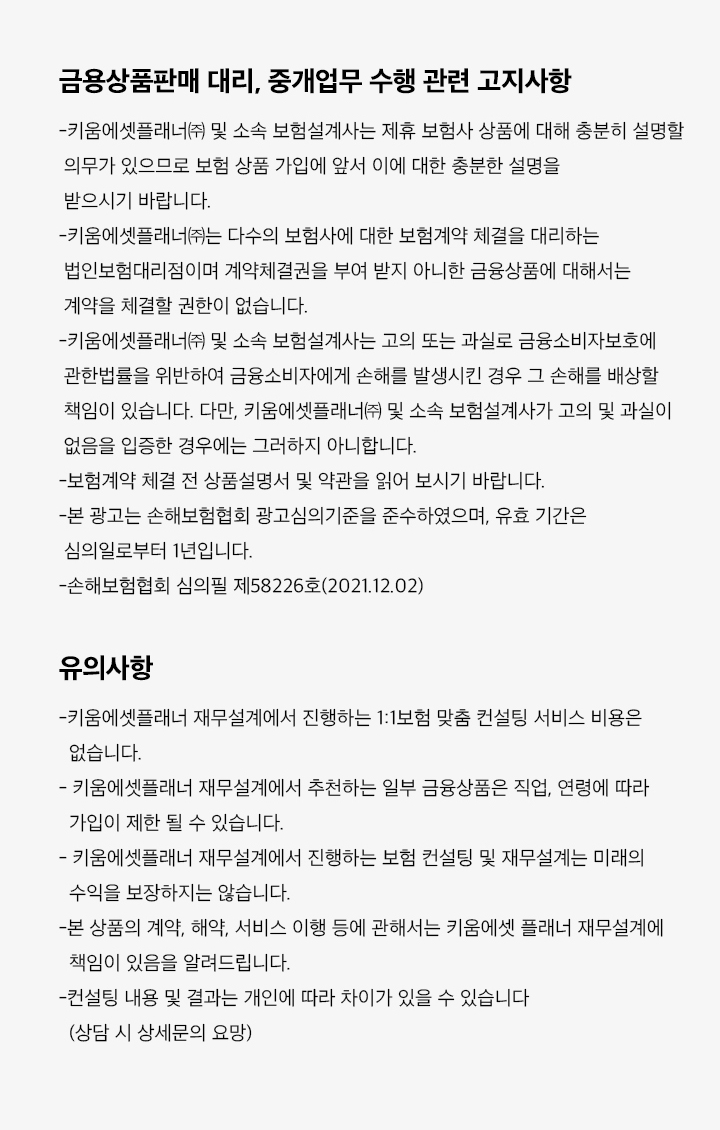 금융상품판매 대리, 중개업무 수행 관련 고지사항
-키움에셋플래너㈜ 및 소속 보험설계사는 제휴 보험사 상품에 대해 충분히 설명할
의무가 있으므로 보험 상품 가입에 앞서 이에 대한 충분한 설명을
받으시기 바랍니다.
-키움에셋플래너㈜는 다수의 보험사에 대한 보험계약 체결을 대리하는
법인보험대리점이며 계약체결권을 부여 받지 아니한 금융상품에 대해서는
계약을 체결할 권한이 없습니다.
-키움에셋플래너㈜ 및 소속 보험설계사는 고의 또는 과실로 금융소비자보호에
관한법률을 위반하여 금융소비자에게 손해를 발생시킨 경우 그 손해를 배상할
책임이 있습니다. 다만, 키움에셋플래너㈜ 및 소속 보험설계사가 고의 및 과실이
없음을 입증한 경우에는 그러하지 아니합니다.
-보험계약 체결 전 상품설명서 및 약관을 읽어 보시기 바랍니다.
-본 광고는 손해보험협회 광고심의기준을 준수하였으며, 유효 기간은
심의일로부터 1년입니다.
-손해보험협회 심의필 제58226호(2021.12.02)
유의사항
-키움에셋플래너 재무설계에서 진행하는 1:1보험 맞춤 컨설팅 서비스 비용은
없습니다.
- 키움에셋플래너 재무설계에서 추천하는 일부 금융상품은 직업, 연령에 따라
가입이 제한 될 수 있습니다.
- 키움에셋플래너 재무설계에서 진행하는 보험 컨설팅 및 재무설계는 미래의
수익을 보장하지는 않습니다.
-본 상품의 계약, 해약, 서비스 이행 등에 관해서는 키움에셋 플래너 재무설계에
책임이 있음을 알려드립니다.
-컨설팅 내용 및 결과는 개인에 따라 차이가 있을 수 있습니다
(상담 시 상세문의 요망)